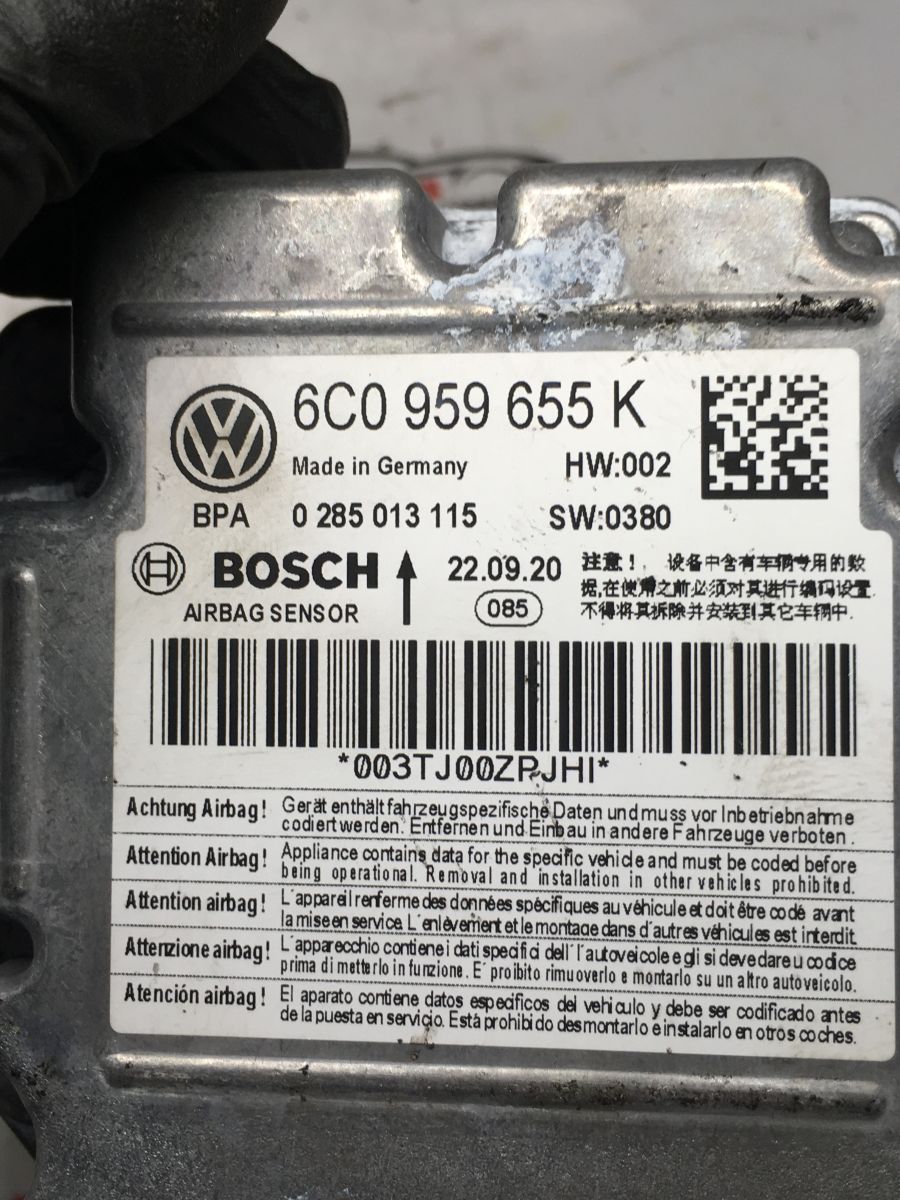 6C0 959 655 K
Made in Germany HW:002
BPA 0 285 013 115 SW:0380
BOSCH
AIRBAG SENSOR
22.09.20
085
注意！. 设备中含有车辆专用的数
据,在使用之前必须对其进行编码设置.
不得将其拆除并安装到其它车辆中.
*003TJ00ZPJHI*
Achtung Airbag! Gerät enthält fahrzeugspezifische Daten und muss vor Inbetriebnahme
codiert werden. Entfernen und Einbau in andere Fahrzeuge verboten.
Attention Airbag! Appliance contains data for the specific vehicle and must be coded before
being operational. Removal and installation in other vehicles prohibited.
Attention airbag! L´appareil renferme des données spécifiques au véhicule et doit être codé avant
la mise en service. L´enlèvement et le montage dans d´autres véhicules est interdit.
Attenzione airbag! L´apparecchio contiene i dati specifici dell´l´autoveicole e gli si deve dare u codice
prima di metterlo in funzione. E´ proibito rimuoverlo e montarlo su un altro autoveicolo.
Atención airbag! El aparato contiene datos especificos del vehiculo y debe ser codificado antes
de la puesta en servicio. Está prohibido desmontarlo e instalarlo en otros coches.